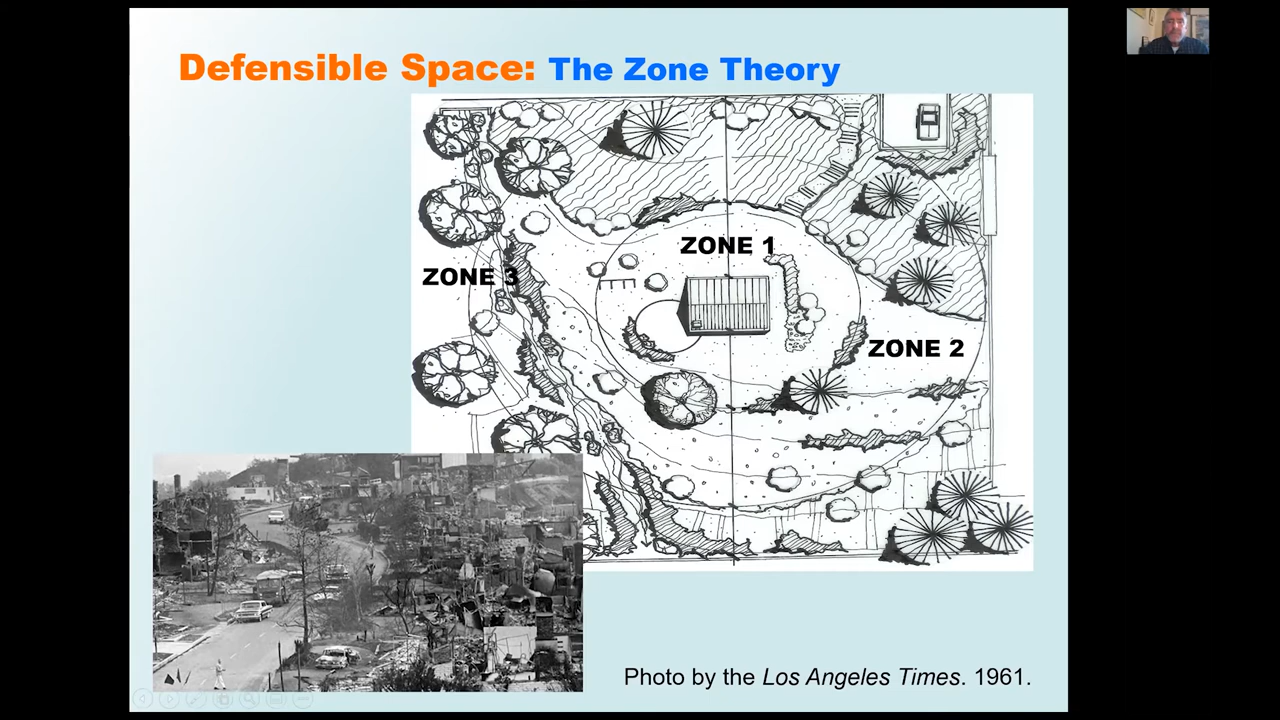 Defensible Space: The Zone Theory
ZONE 1
ZONE 3
ZONE 2
Photo by the Los Angeles Times. 1961.